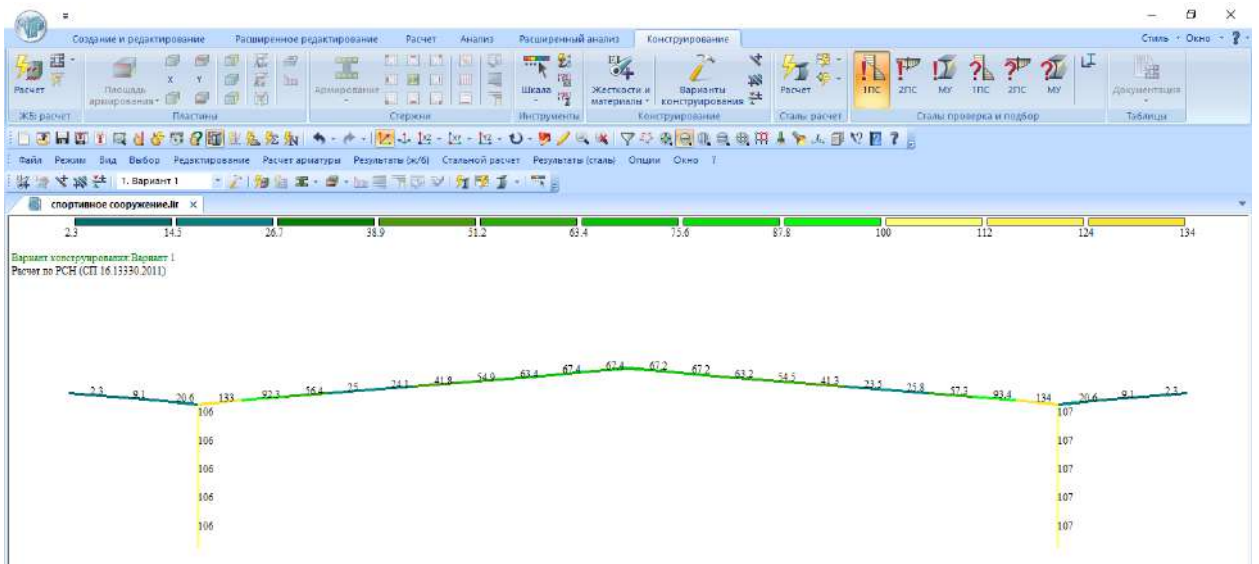 Создание и редактирование Расширенное редактирование Расчет Анализ Расширенный анализ Конструирование Стиль Окно ?
Расчет Площадь армирования X Y Армирование Шкала Жесткости и материалы Варианты конструирования Расчет 1ПС 2ПС МУ 1ПС 2ПС МУ Документация
ЖБ: расчет Пластины Стержни Инструменты Конструирование Сталь: расчет Сталь: проверка и подбор Таблицы
Файл Режим Вид Выбор Редактирование Расчет арматуры Результаты (ж/б) Стальной расчет Результаты (сталь) Опции Окно ?
1. Вариант 1
спортивное сооружение.lir ×
2.3 14.5 26.7 38.9 51.2 63.4 75.6 87.8 100 112 124 134
Вариант конструирования:Вариант 1
Расчет по РСН (СП 16.13330.2011)
2.3 9.1 20.6 133 92.3 56.4 25 24.1 41.8 54.9 63.4 67.4 67.4 67.2 67.2 63.2 54.5 41.3 23.5 25.8 57.3 93.4 134 20.6 9.1 2.3
106 107
106 107
106 107
106 107
106 107